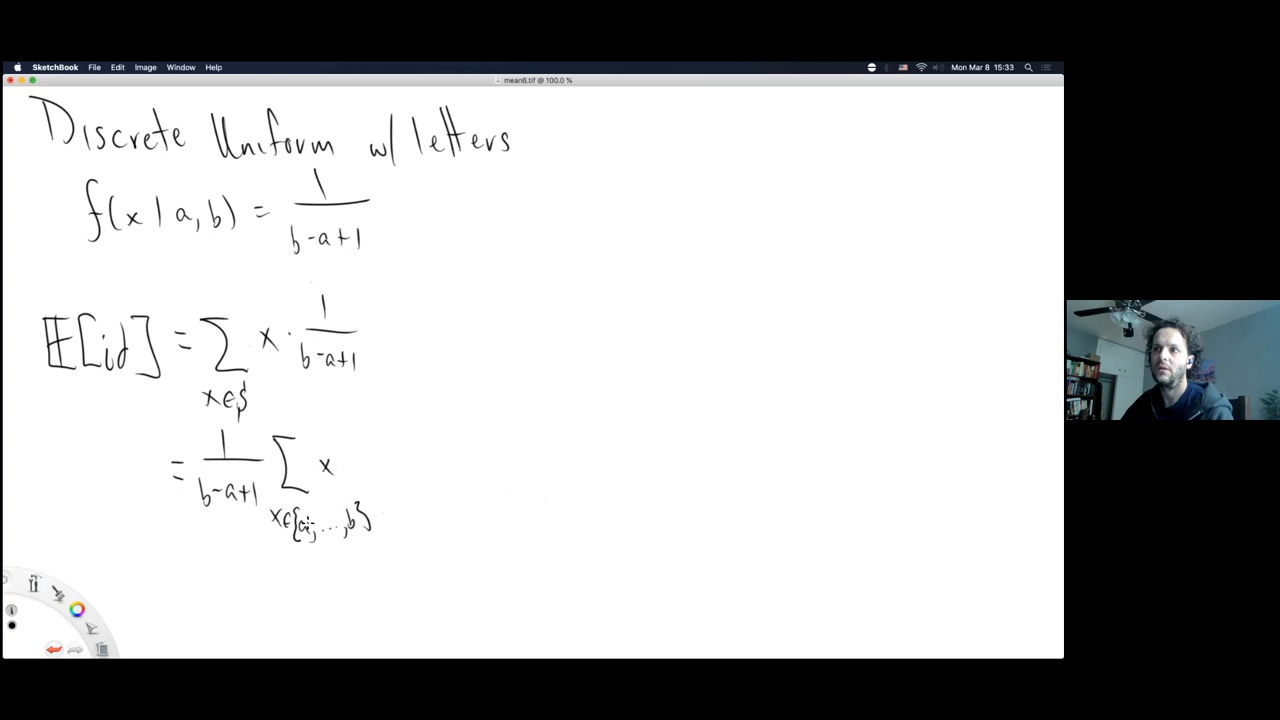 SketchBook File Edit Image Window Help Mon Mar 8 15:33
mean6.tif @ 100.0 %
Discrete Uniform w/ letters
f(x | a, b) = 1/(b-a+1)
𝔼[id] = ∑_{x∈𝕊} x · 1/(b-a+1)
= 1/(b-a+1) ∑_{x∈{a,...,b}} x